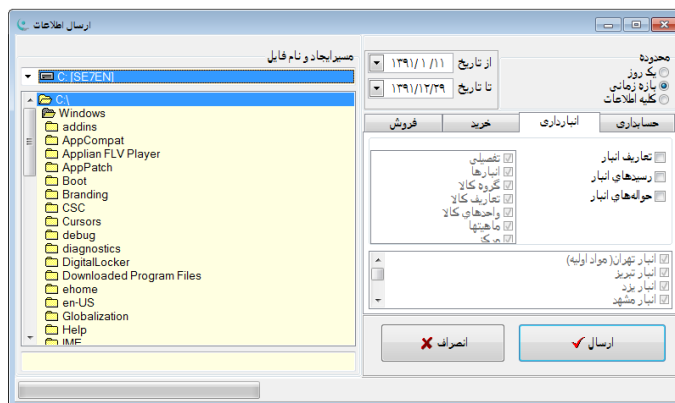 ارسال اطلاعات
محدوده
یک روز
بازه زمانی
کلیه اطلاعات
از تاریخ ۱۳۹۱/ ۱/۱۱
تا تاریخ ۱۳۹۱/۱۲/۲۹
حسابداری انبارداری خرید فروش
تعاریف انبار
رسیدهای انبار
حواله‌های انبار
تفصیلی
انبارها
گروه کالا
تعاریف کالا
واحدهای کالا
ماهیتها
مرکز
انبار تهران( مواد اولیه)
انبار تبریز
انبار یزد
انبار مشهد
ارسال
انصراف
مسیرایجاد و نام فایل
C: [SE7EN]
C:\
Windows
addins
AppCompat
Applian FLV Player
AppPatch
Boot
Branding
CSC
Cursors
debug
diagnostics
DigitalLocker
Downloaded Program Files
ehome
en-US
Globalization
Help
IME